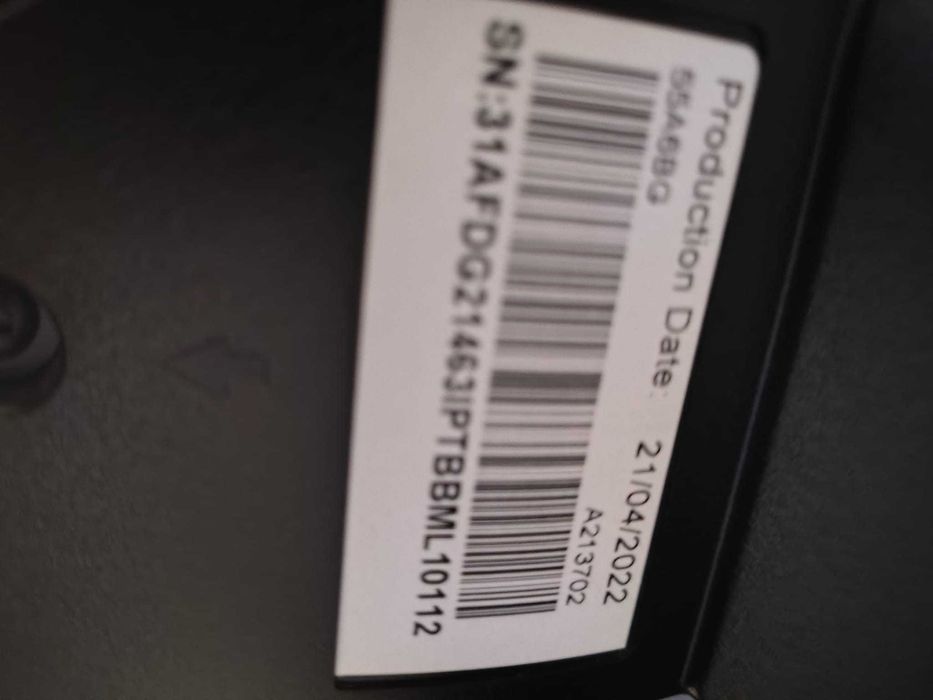 Production Date: 21/04/2022
55A6BG A213702
SN:31AFDG21463IPTBBML10112